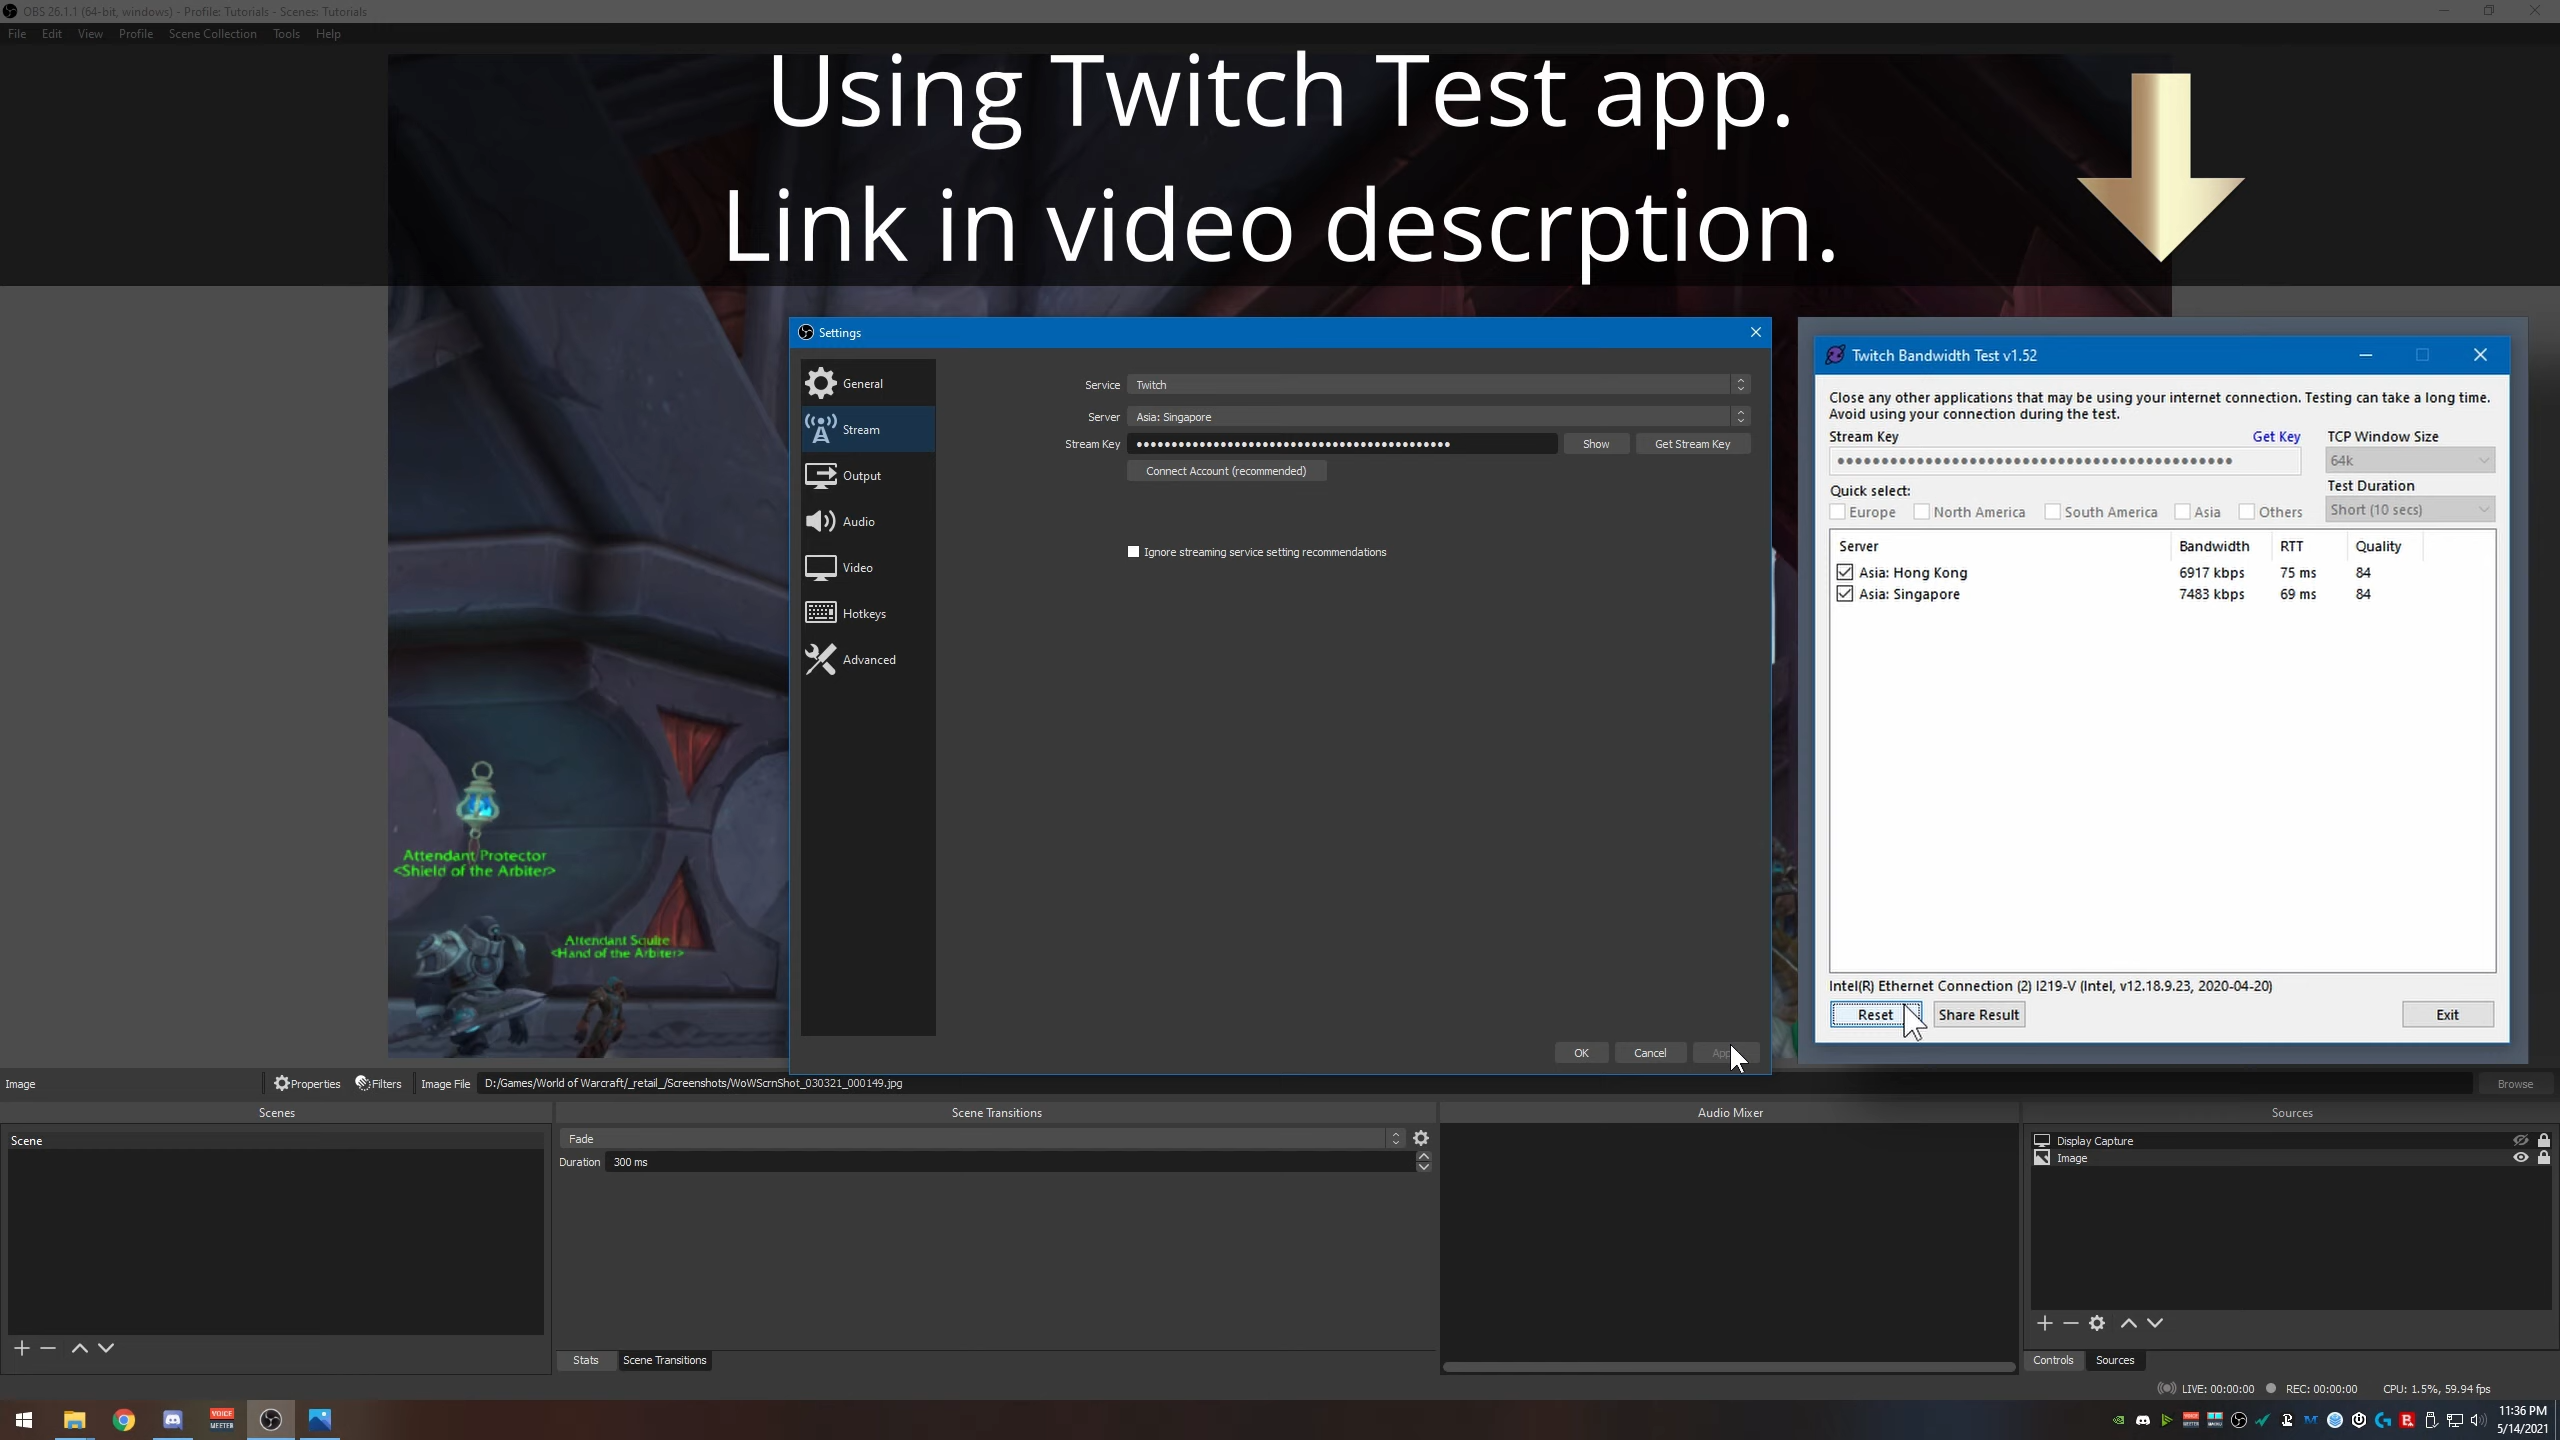 OBS 26.1.1 (64-bit, windows) - Profile: Tutorials - Scenes: Tutorials
File Edit View Profile Scene Collection Tools Help
Using Twitch Test app.
Link in video descrption.
Settings
General
Stream
Output
Audio
Video
Hotkeys
Advanced
Service Twitch
Server Asia: Singapore
Stream Key Show Get Stream Key
Connect Account (recommended)
Ignore streaming service setting recommendations
OK Cancel
Twitch Bandwidth Test v1.52
Close any other applications that may be using your internet connection. Testing can take a long time.
Avoid using your connection during the test.
Stream Key Get Key TCP Window Size
64k
Quick select: Test Duration
Europe North America South America Asia Others Short (10 secs)
Server Bandwidth RTT Quality
Asia: Hong Kong 6917 kbps 75 ms 84
Asia: Singapore 7483 kbps 69 ms 84
Intel(R) Ethernet Connection (2) I219-V (Intel, v12.18.9.23, 2020-04-20)
Reset Share Result Exit
Attendant Protector
<Shield of the Arbiter>
Attendant Squire
<Hand of the Arbiter>
Image Properties Filters Image File D:/Games/World of Warcraft/_retail_/Screenshots/WoWScrnShot_030321_000149.jpg Browse
Scenes Scene Transitions Audio Mixer Sources
Scene
Fade
Duration 300 ms
Display Capture
Image
Stats Scene Transitions
Controls Sources
LIVE: 00:00:00 REC: 00:00:00 CPU: 1.5%, 59.94 fps
VOICE
MEETER
11:36 PM
5/14/2021